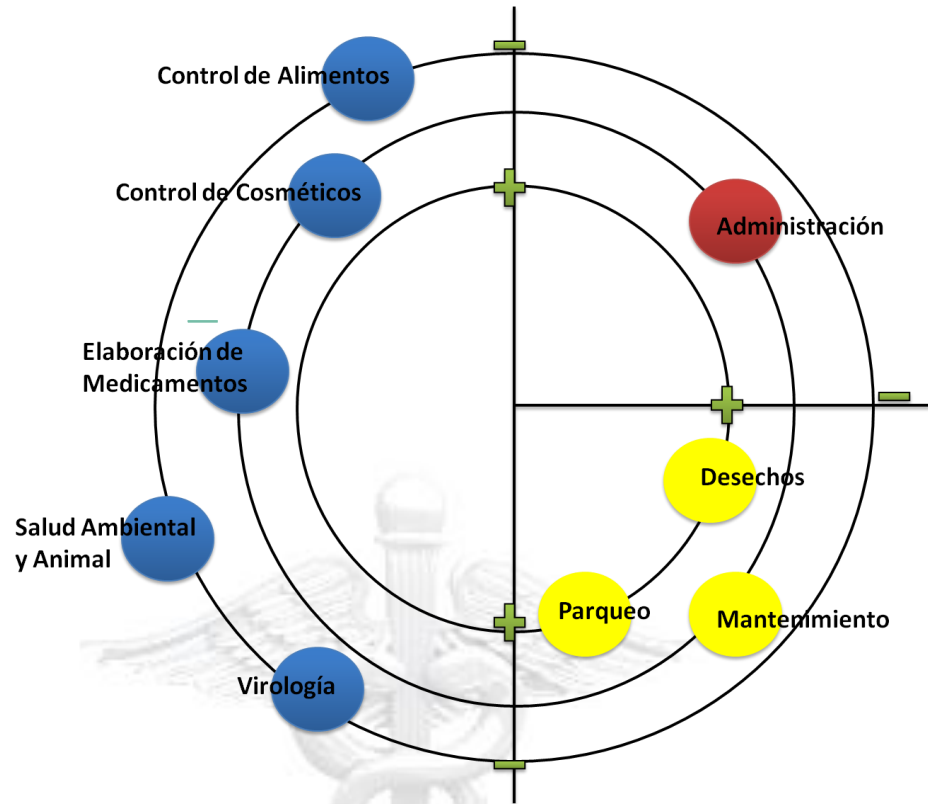 Control de Alimentos
Control de Cosméticos
Administración
Elaboración de
Medicamentos
Desechos
Salud Ambiental
y Animal
Parqueo
Mantenimiento
Virología